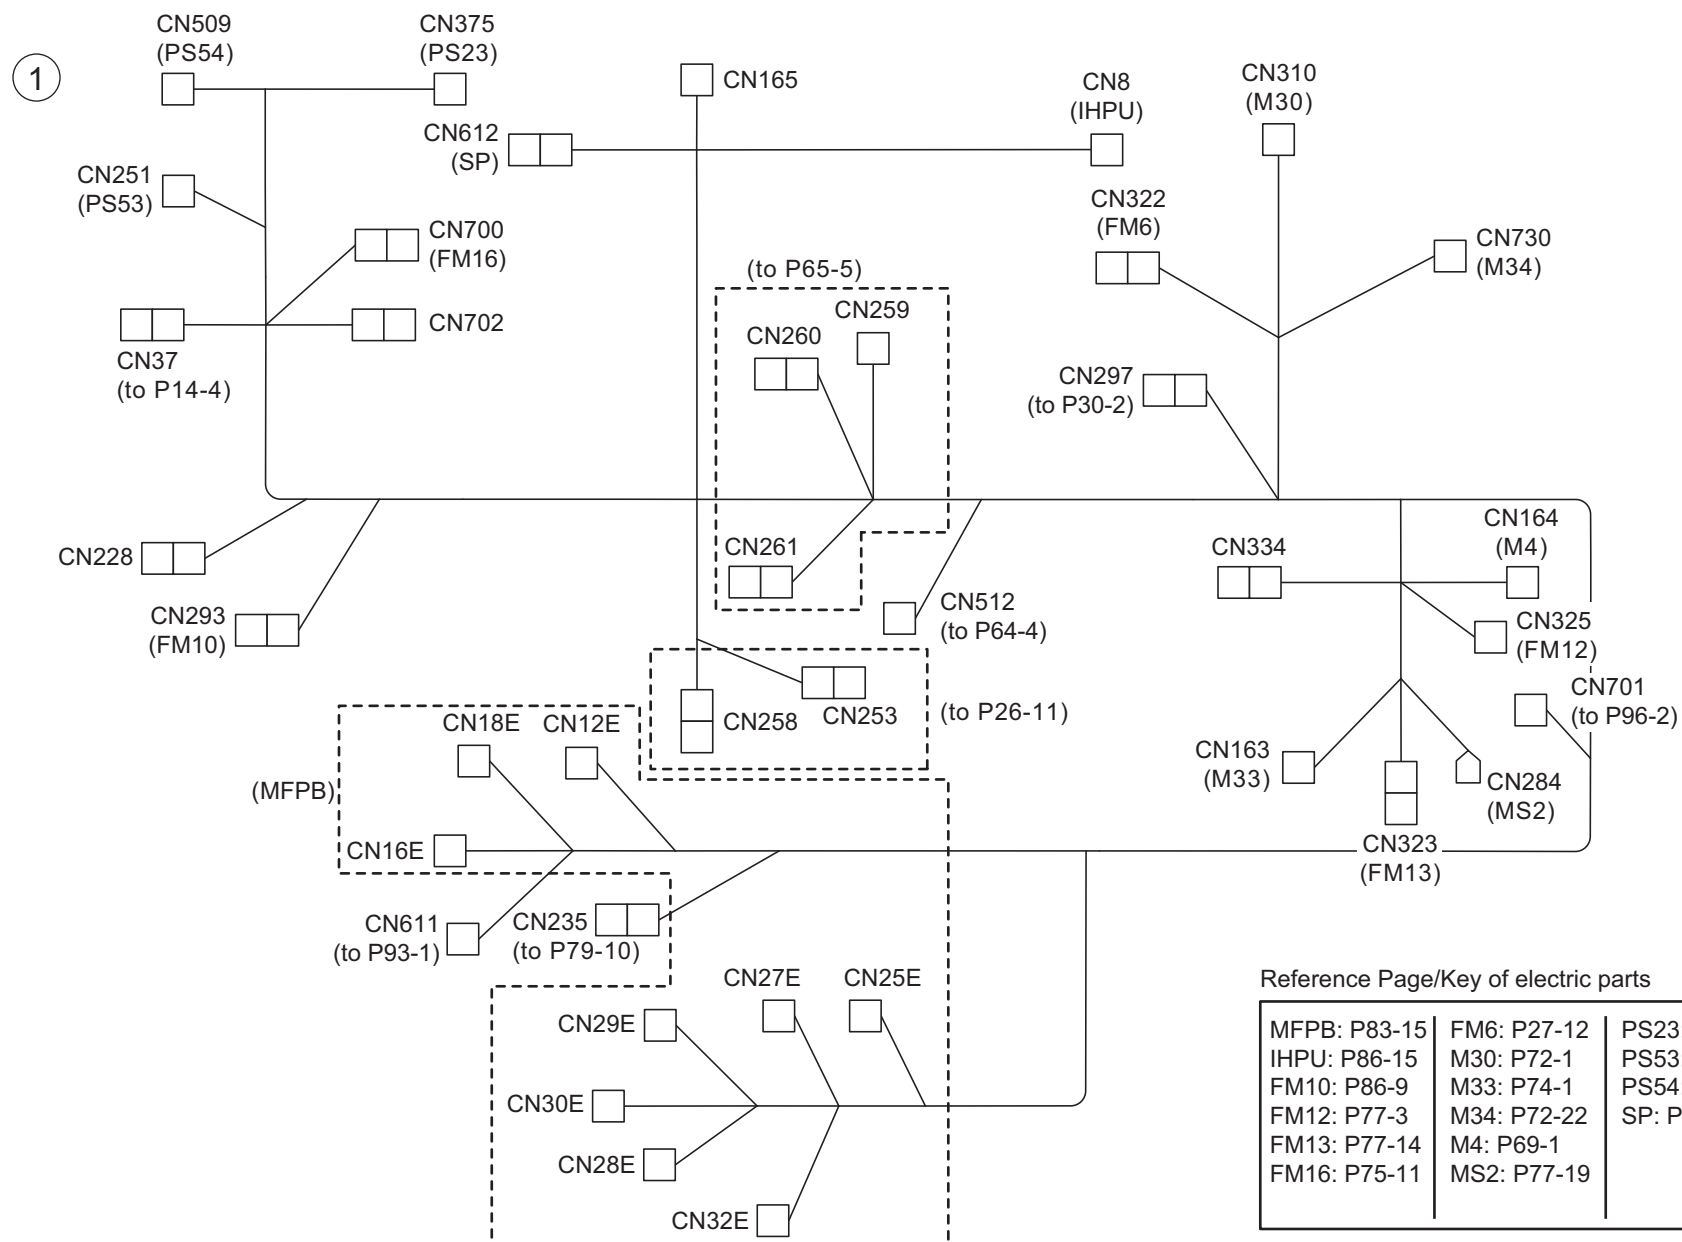 1
CN509
(PS54)
CN375
(PS23)
CN165
CN8
(IHPU)
CN310
(M30)
CN612
(SP)
CN251
(PS53)
CN322
(FM6)
CN700
(FM16)
CN730
(M34)
(to P65-5)
CN259
CN260
CN702
CN37
(to P14-4)
CN297
(to P30-2)
CN228
CN261
CN334
CN164
(M4)
CN293
(FM10)
CN512
(to P64-4)
CN325
(FM12)
CN701
(to P96-2)
CN258
CN253
(to P26-11)
CN18E
CN12E
(MFPB)
CN163
(M33)
CN284
(MS2)
CN16E
CN323
(FM13)
CN611
(to P93-1)
CN235
(to P79-10)
CN27E
CN25E
CN29E
CN30E
CN28E
CN32E
Reference Page/Key of electric parts
MFPB: P83-15
IHPU: P86-15
FM10: P86-9
FM12: P77-3
FM13: P77-14
FM16: P75-11
FM6: P27-12
M30: P72-1
M33: P74-1
M34: P72-22
M4: P69-1
MS2: P77-19
PS23
PS53
PS54
SP: P